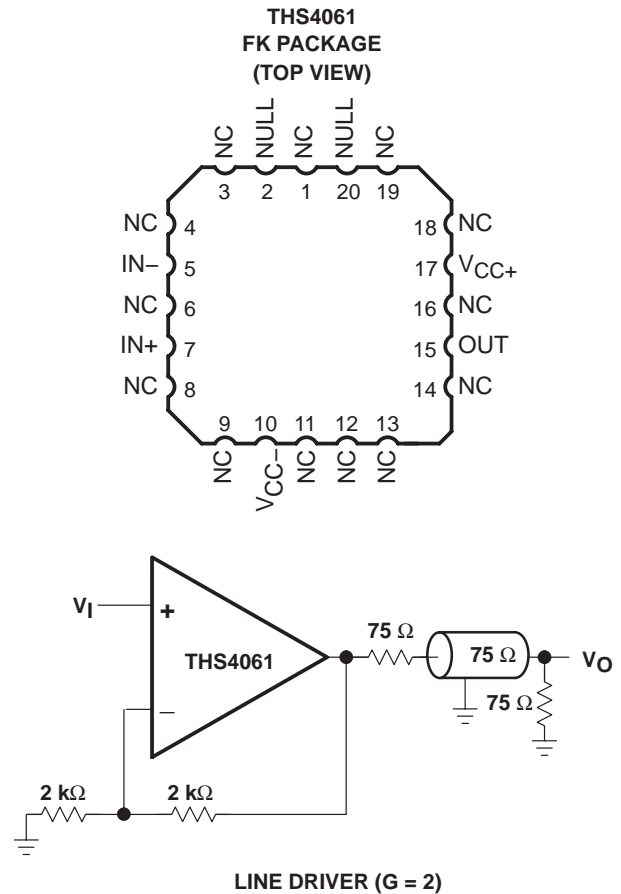 THS4061
FK PACKAGE
(TOP VIEW)
NC NULL NC NULL NC
3 2 1 20 19
NC 4 18 NC
IN– 5 17 VCC+
NC 6 16 NC
IN+ 7 15 OUT
NC 8 14 NC
9 10 11 12 13
NC VCC– NC NC NC
VI
+
THS4061
–
75 Ω
75 Ω
VO
75 Ω
2 kΩ 2 kΩ
LINE DRIVER (G = 2)